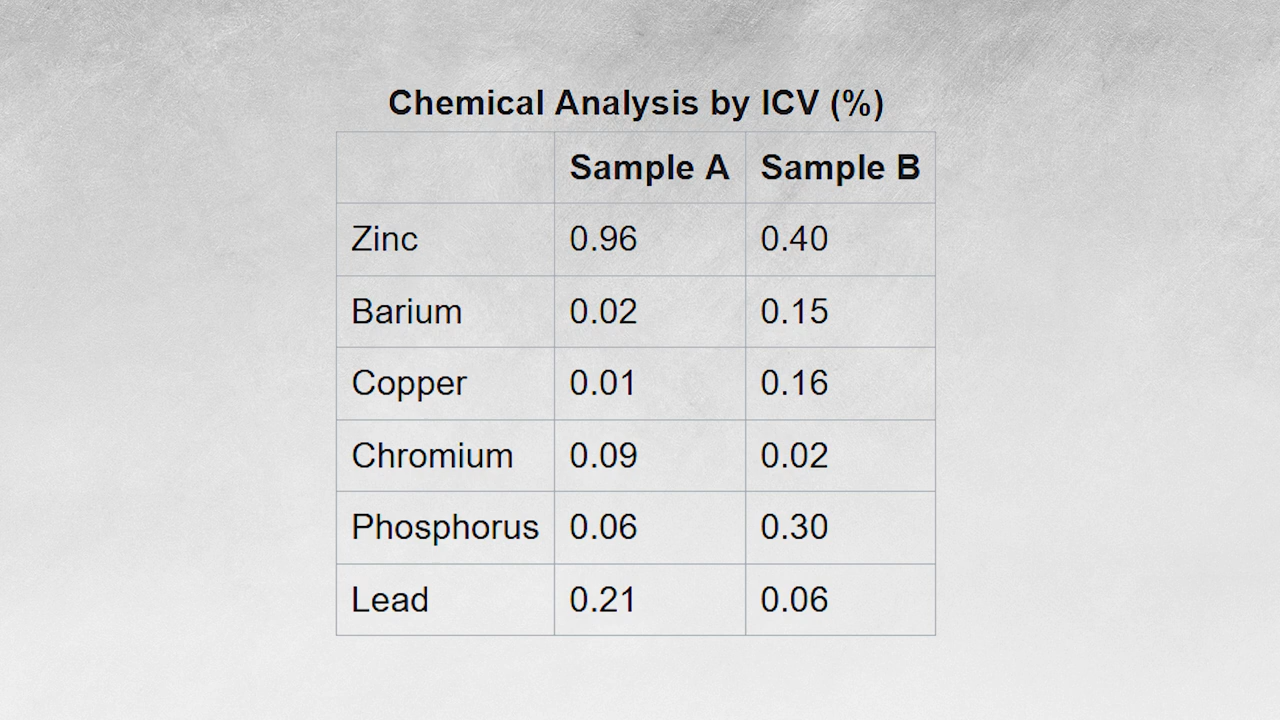 Chemical Analysis by ICV (%)
Sample A Sample B
Zinc 0.96 0.40
Barium 0.02 0.15
Copper 0.01 0.16
Chromium 0.09 0.02
Phosphorus 0.06 0.30
Lead 0.21 0.06